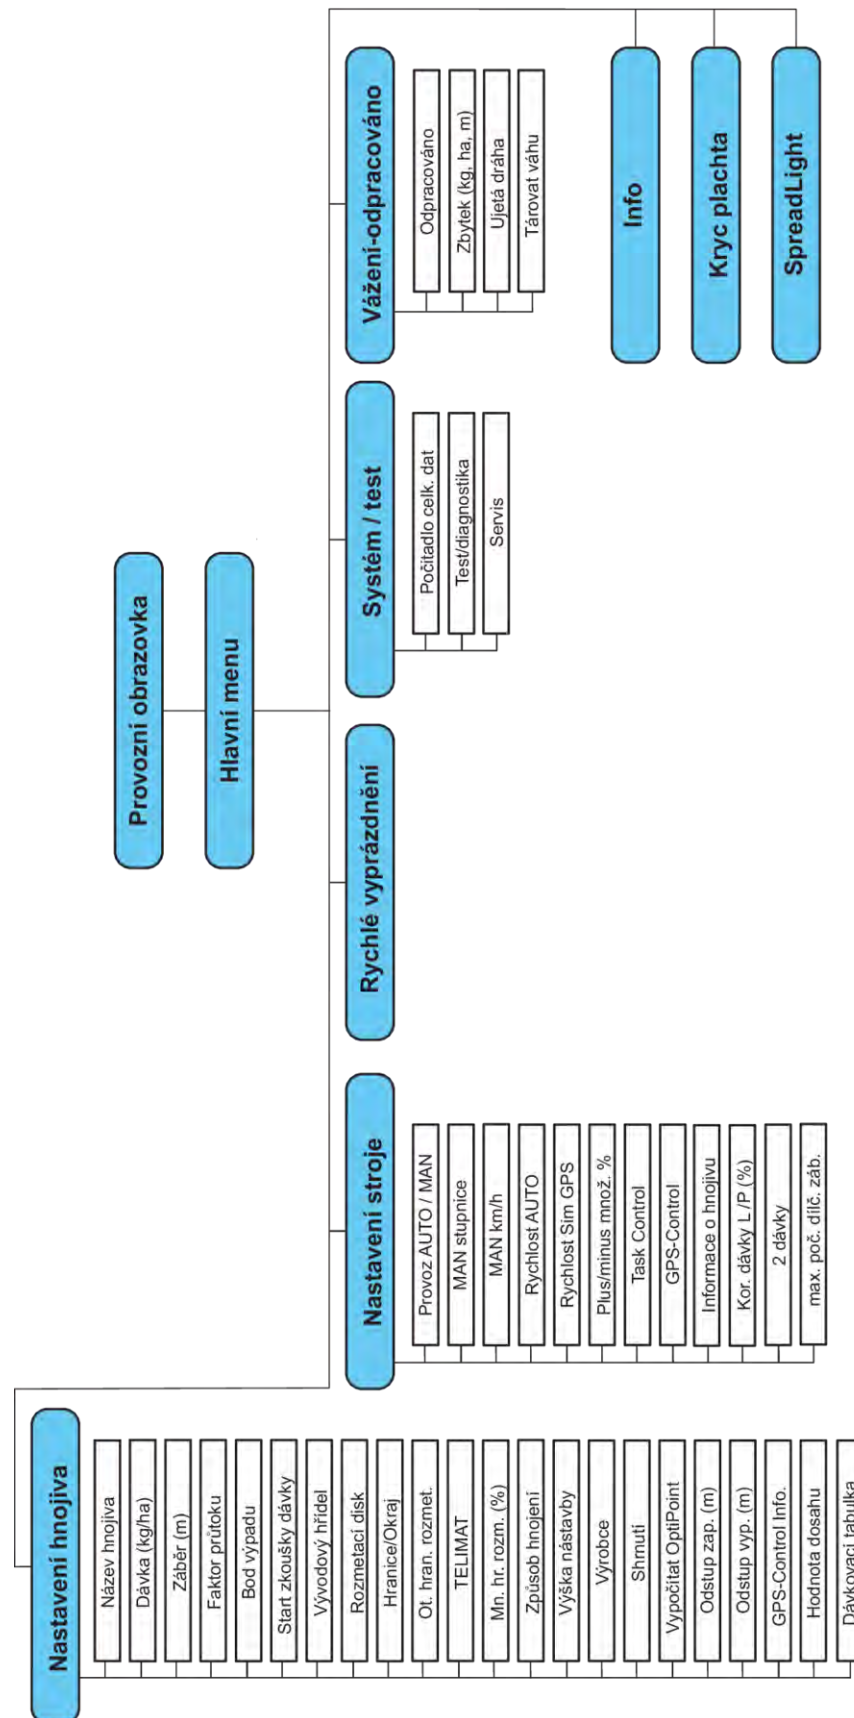 Provozní obrazovka
Hlavní menu
Nastavení hnojiva
Název hnojiva
Dávka (kg/ha)
Záběr (m)
Faktor průtoku
Bod výpadu
Start zkoušky dávky
Vývodový hřídel
Rozmetací disk
Hranice/Okraj
Ot. hran. rozmet.
TELIMAT
Mn. hr. rozm. (%)
Způsob hnojení
Výška nástavby
Výrobce
Shrnutí
Vypočítat OptiPoint
Odstup zap. (m)
Odstup vyp. (m)
GPS-Control Info.
Hodnota dosahu
Dávkovací tabulka
Nastavení stroje
Provoz AUTO / MAN
MAN stupnice
MAN km/h
Rychlost AUTO
Rychlost Sim GPS
Plus/minus množ. %
Task Control
GPS-Control
Informace o hnojivu
Kor. dávky L/P (%)
2 dávky
max. poč. dílč. záb.
Rychlé vyprázdnění
Systém / test
Počitadlo celk. dat
Test/diagnostika
Servis
Vážení-odpracováno
Odpracováno
Zbytek (kg, ha, m)
Ujetá dráha
Tárovat váhu
Info
Kryc plachta
SpreadLight